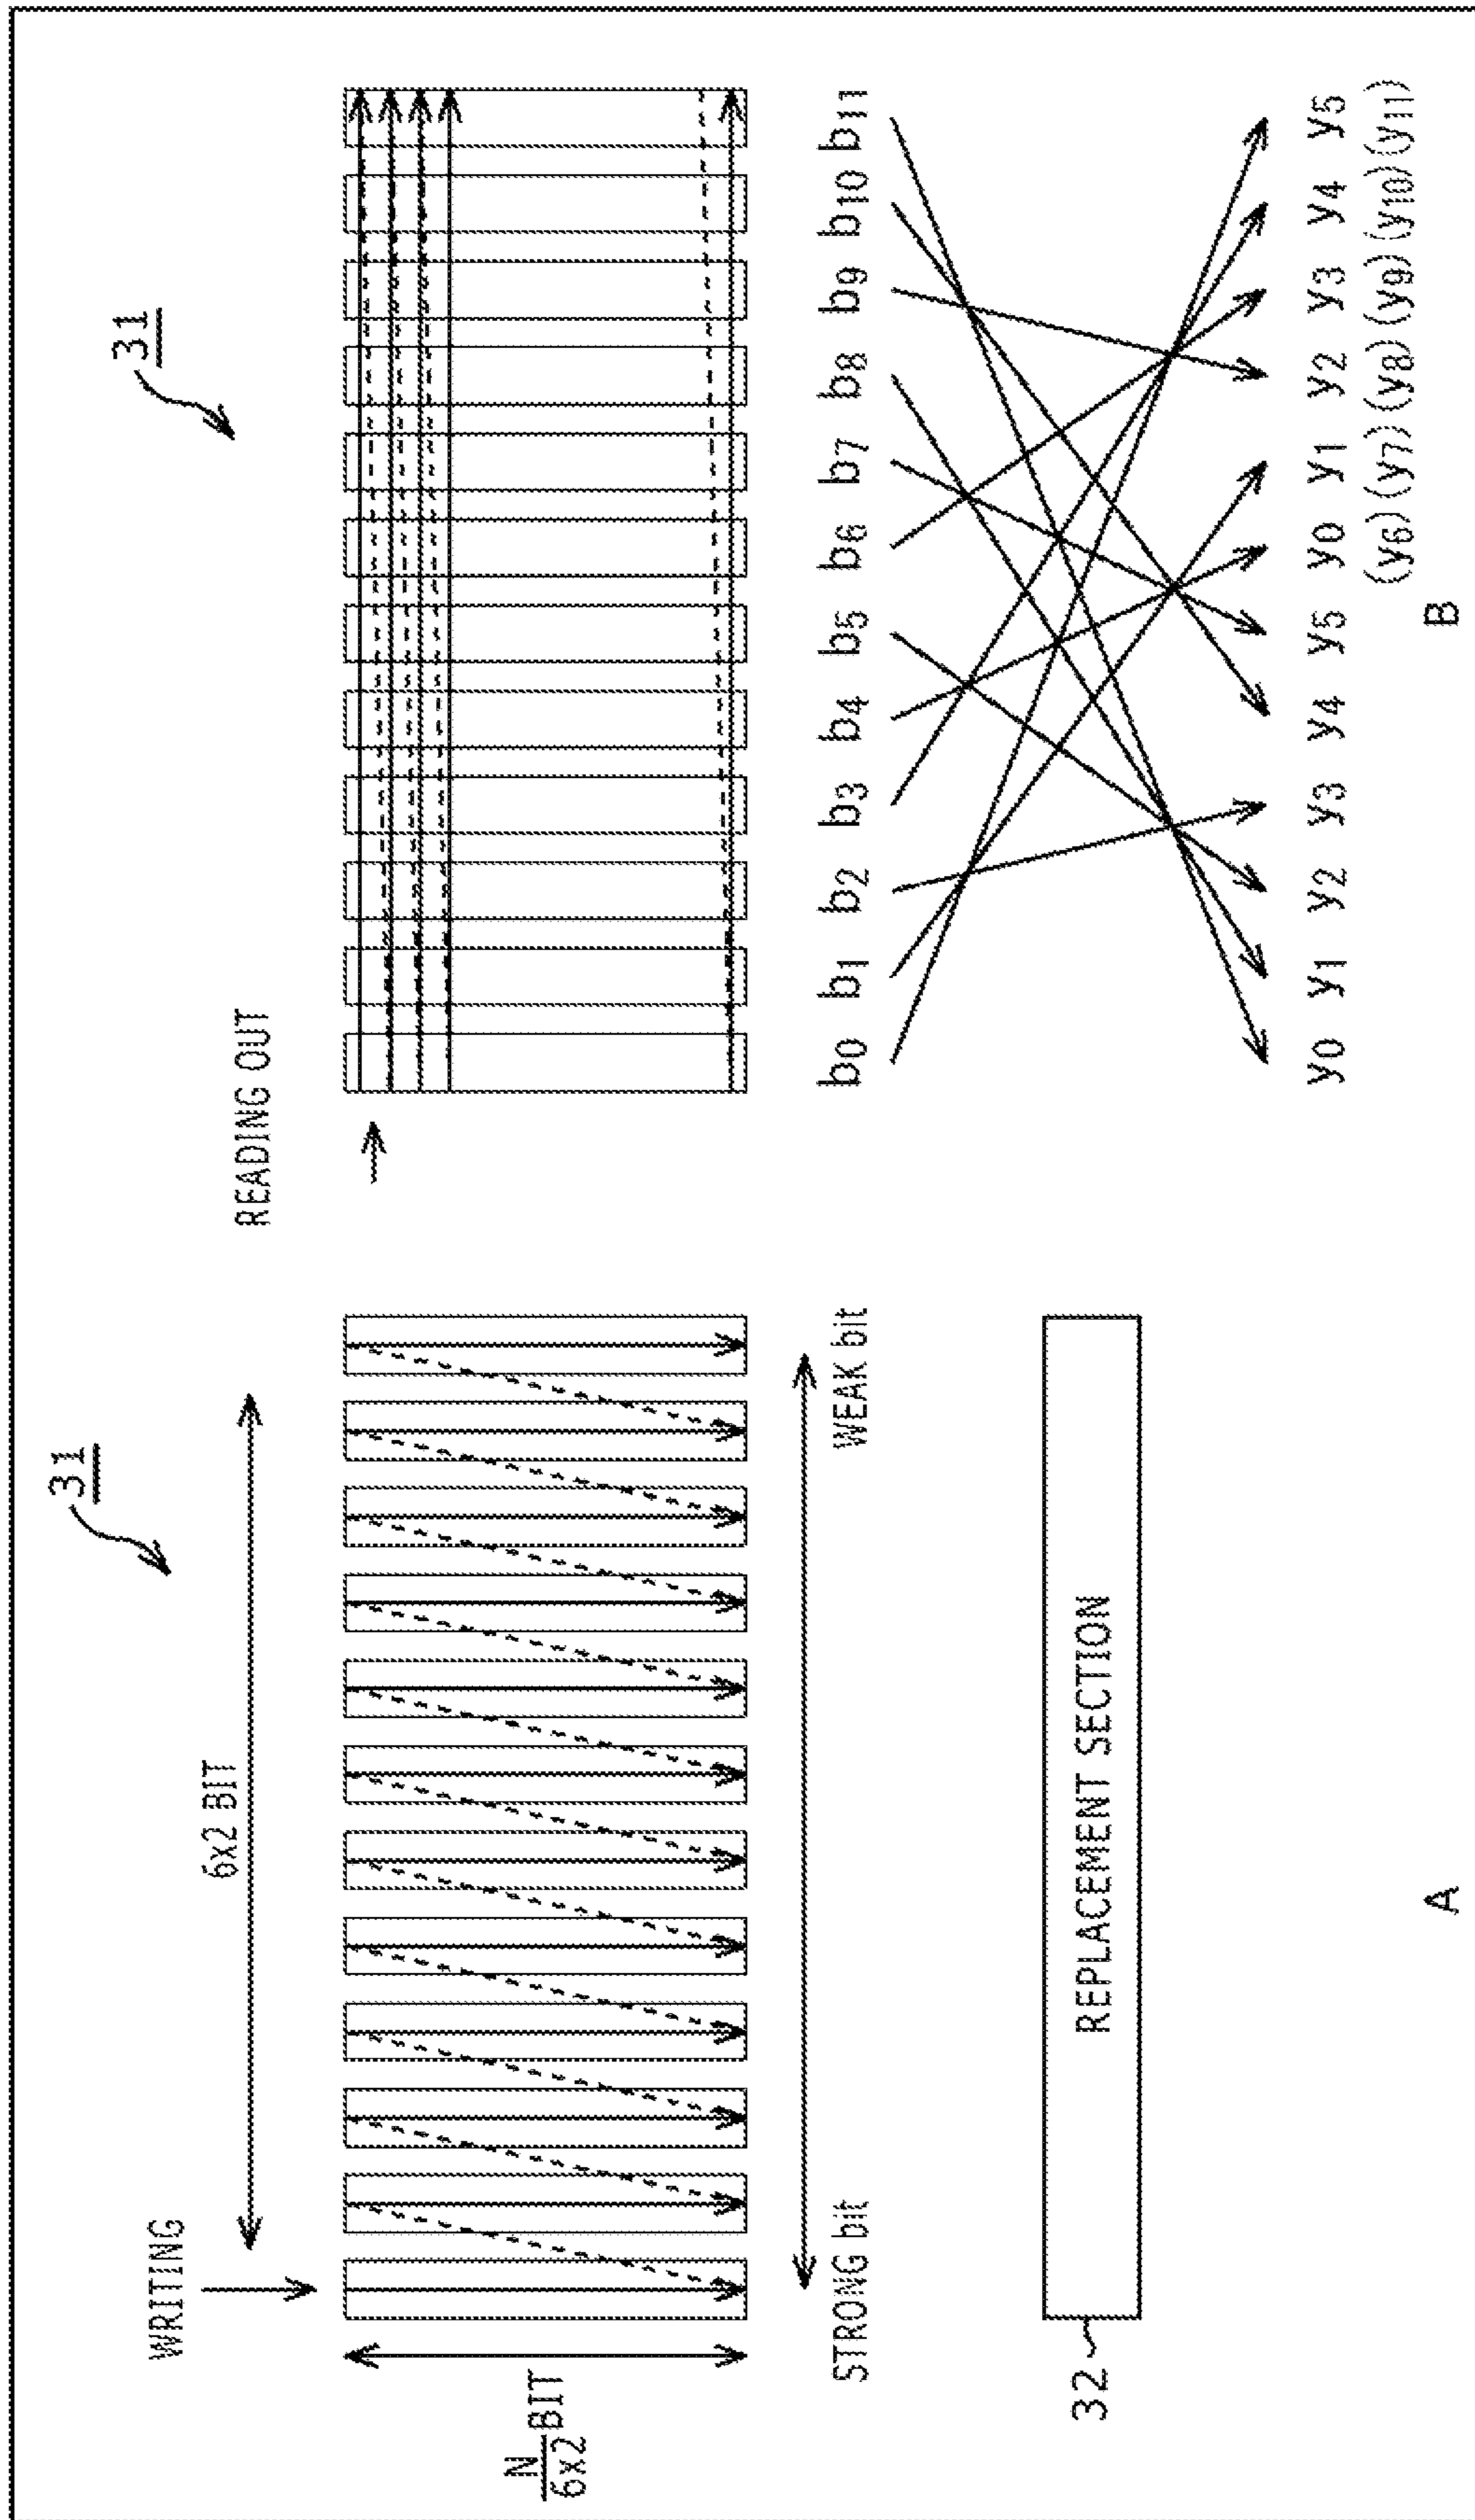 WRITING
6x2 BIT
31
N
6x2
BIT
STRONG bit
WEAK bit
32
REPLACEMENT SECTION
A
READING OUT
31
b0 b1 b2 b3 b4 b5 b6 b7 b8 b9 b10 b11
y0 y1 y2 y3 y4 y5 y0 y1 y2 y3 y4 y5
(y6)(y7)(y8)(y9)(y10)(y11)
B